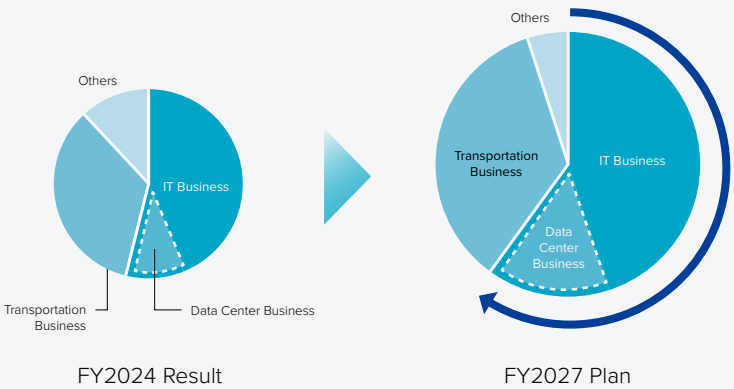 Others
IT Business
Transportation
Business
Data Center Business
FY2024 Result
Others
Transportation
Business
IT Business
Data
Center
Business
FY2027 Plan